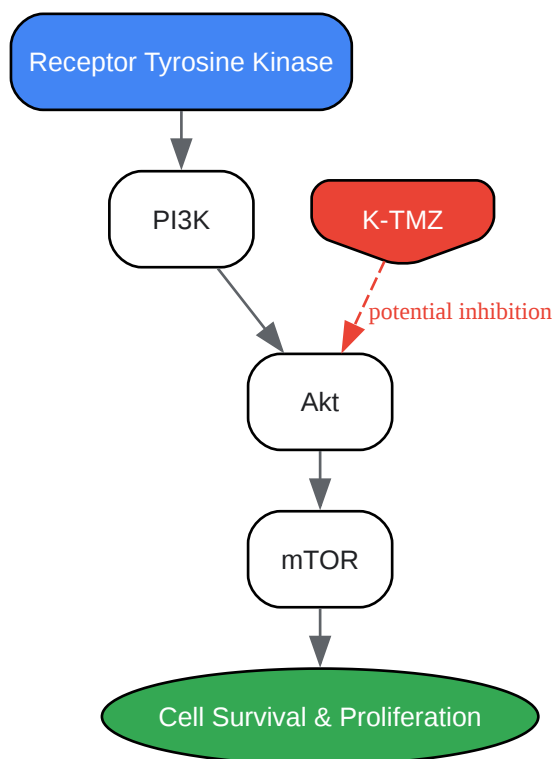 Receptor Tyrosine Kinase
PI3K
K-TMZ
potential inhibition
Akt
mTOR
Cell Survival & Proliferation